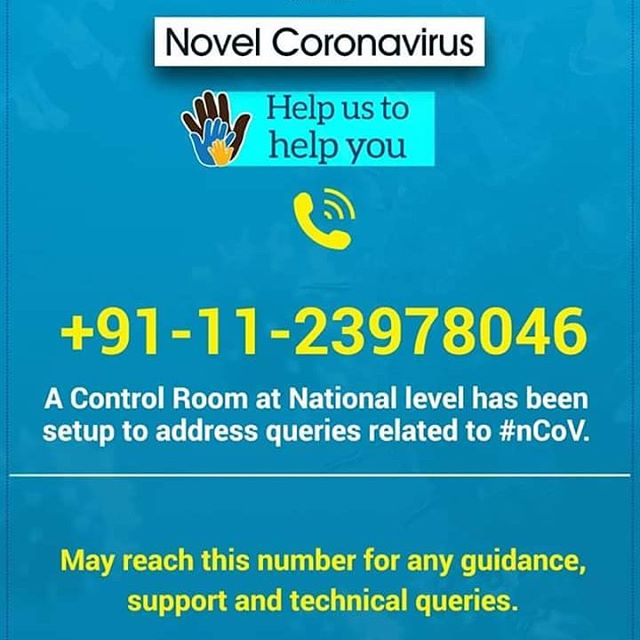 Novel Coronavirus
Help us to
help you
+91-11-23978046
A Control Room at National level has been
setup to address queries related to #nCoV.
May reach this number for any guidance,
support and technical queries.